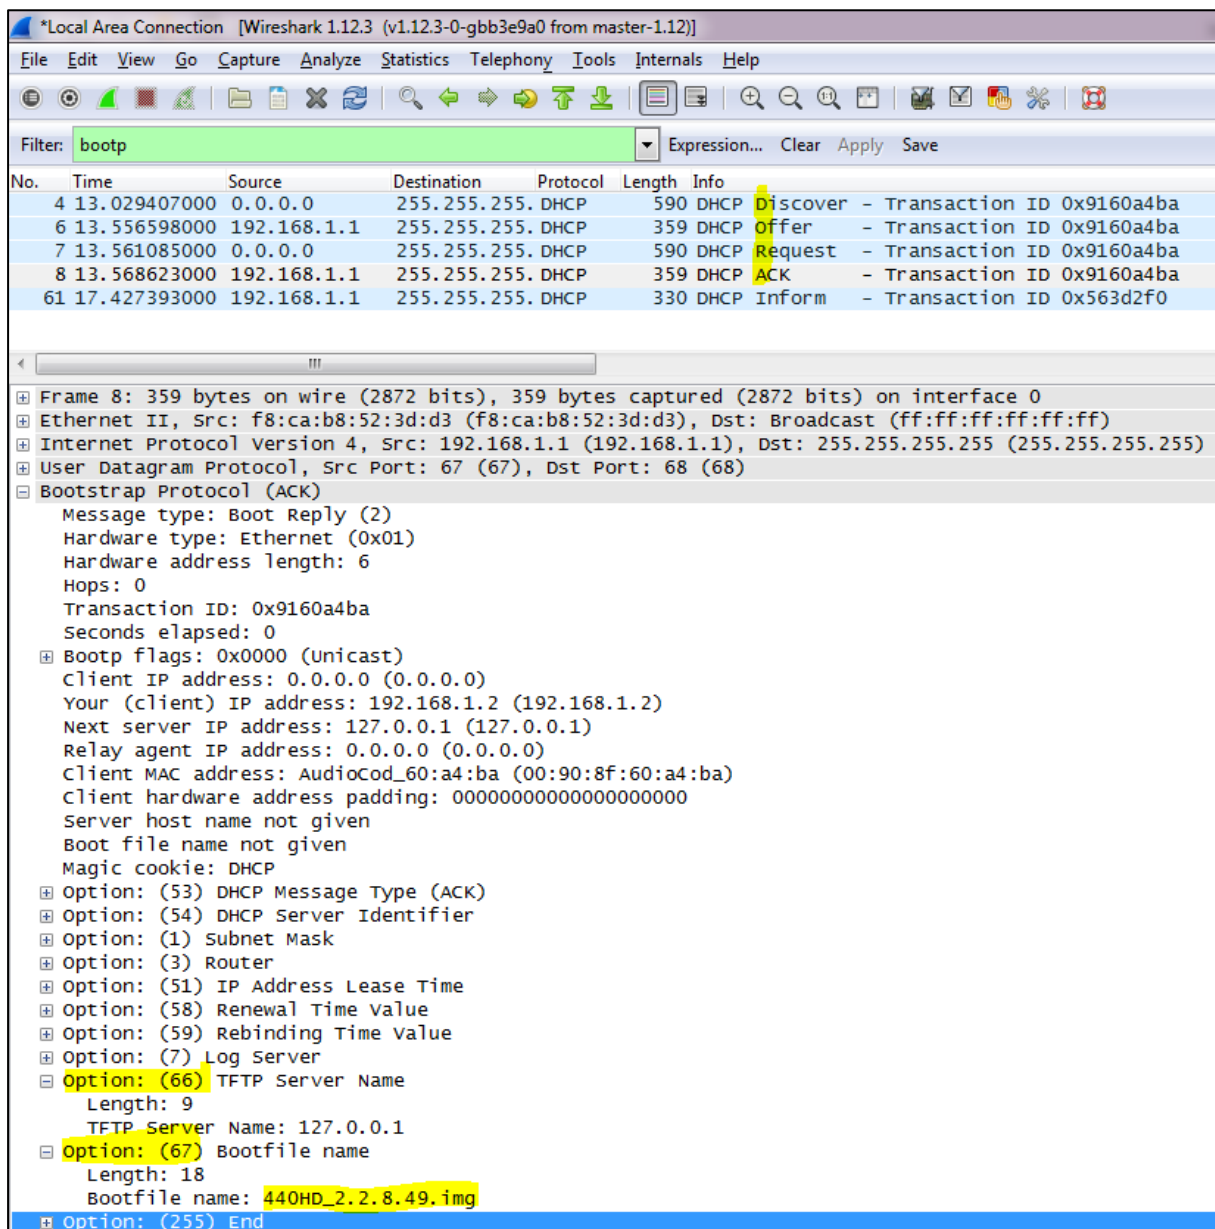 *Local Area Connection [Wireshark 1.12.3 (v1.12.3-0-gbb3e9a0 from master-1.12)]
File Edit View Go Capture Analyze Statistics Telephony Tools Internals Help
Filter: bootp Expression... Clear Apply Save
No. Time Source Destination Protocol Length Info
4 13.029407000 0.0.0.0 255.255.255. DHCP 590 DHCP Discover - Transaction ID 0x9160a4ba
6 13.556598000 192.168.1.1 255.255.255. DHCP 359 DHCP Offer - Transaction ID 0x9160a4ba
7 13.561085000 0.0.0.0 255.255.255. DHCP 590 DHCP Request - Transaction ID 0x9160a4ba
8 13.568623000 192.168.1.1 255.255.255. DHCP 359 DHCP ACK - Transaction ID 0x9160a4ba
61 17.427393000 192.168.1.1 255.255.255. DHCP 330 DHCP Inform - Transaction ID 0x563d2f0
Frame 8: 359 bytes on wire (2872 bits), 359 bytes captured (2872 bits) on interface 0
Ethernet II, Src: f8:ca:b8:52:3d:d3 (f8:ca:b8:52:3d:d3), Dst: Broadcast (ff:ff:ff:ff:ff:ff)
Internet Protocol Version 4, Src: 192.168.1.1 (192.168.1.1), Dst: 255.255.255.255 (255.255.255.255)
User Datagram Protocol, Src Port: 67 (67), Dst Port: 68 (68)
Bootstrap Protocol (ACK)
Message type: Boot Reply (2)
Hardware type: Ethernet (0x01)
Hardware address length: 6
Hops: 0
Transaction ID: 0x9160a4ba
Seconds elapsed: 0
Bootp flags: 0x0000 (Unicast)
Client IP address: 0.0.0.0 (0.0.0.0)
Your (client) IP address: 192.168.1.2 (192.168.1.2)
Next server IP address: 127.0.0.1 (127.0.0.1)
Relay agent IP address: 0.0.0.0 (0.0.0.0)
Client MAC address: AudioCod_60:a4:ba (00:90:8f:60:a4:ba)
Client hardware address padding: 00000000000000000000
Server host name not given
Boot file name not given
Magic cookie: DHCP
Option: (53) DHCP Message Type (ACK)
Option: (54) DHCP Server Identifier
Option: (1) Subnet Mask
Option: (3) Router
Option: (51) IP Address Lease Time
Option: (58) Renewal Time Value
Option: (59) Rebinding Time Value
Option: (7) Log Server
Option: (66) TFTP Server Name
Length: 9
TFTP Server Name: 127.0.0.1
Option: (67) Bootfile name
Length: 18
Bootfile name: 440HD_2.2.8.49.img
Option: (255) End